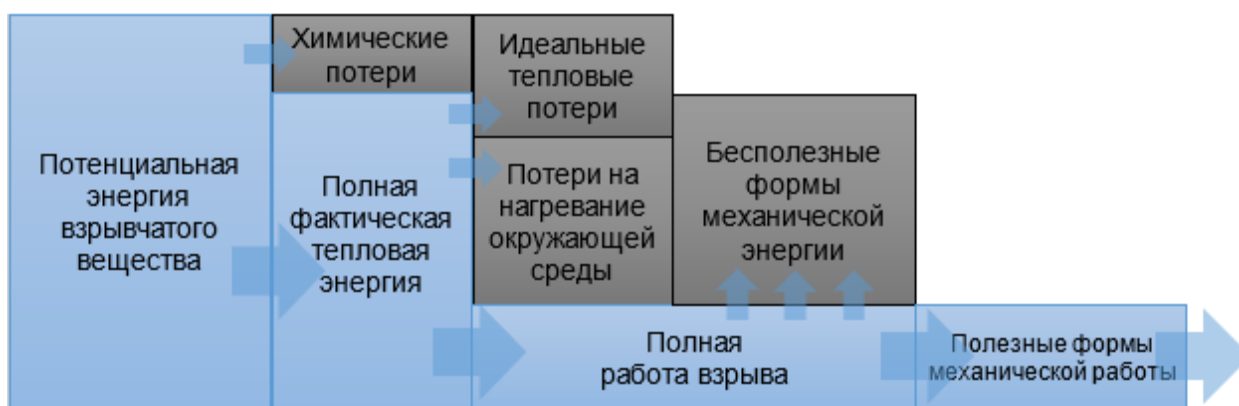 Потенциальная
энергия
взрывчатого
вещества
Химические
потери
Полная
фактическая
тепловая
энергия
Идеальные
тепловые
потери
Потери на
нагревание
окружающей
среды
Бесполезные
формы
механической
энергии
Полная
работа взрыва
Полезные формы
механической работы